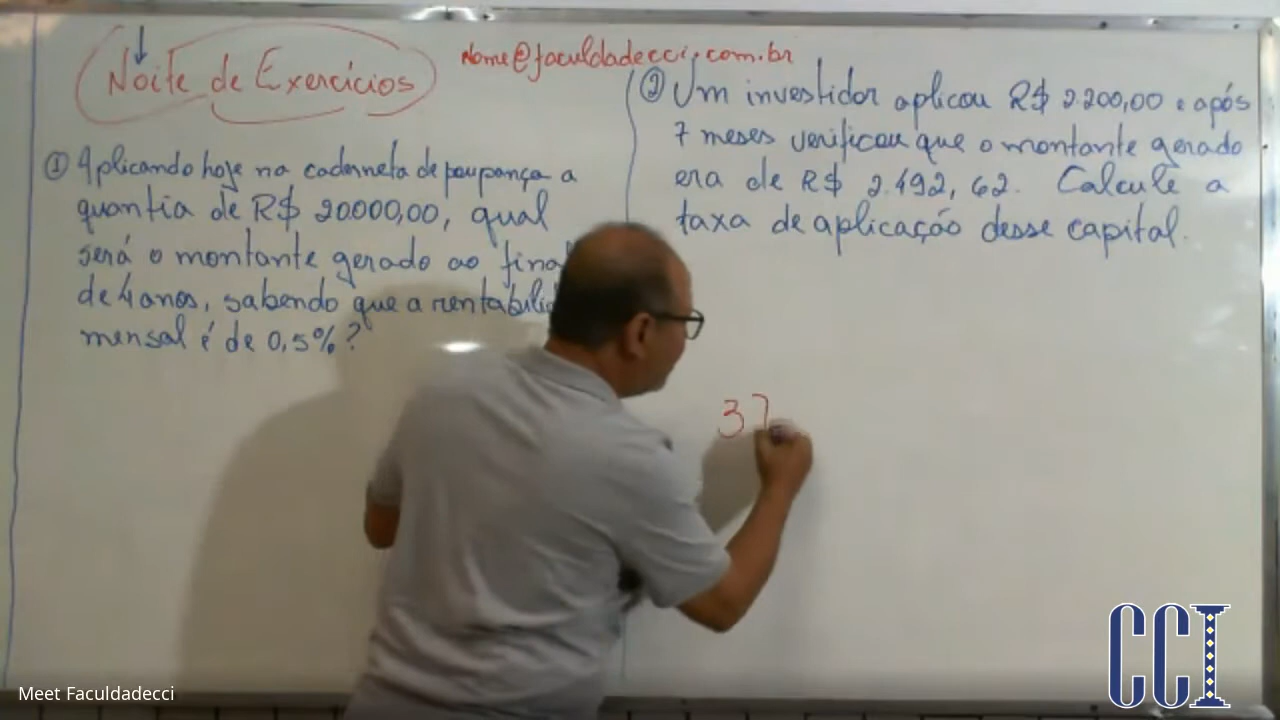 Noite de Exercícios
Nome@faculdadecci.com.br
① Aplicando hoje na caderneta de poupança a
quantia de R$ 20000,00, qual
será o montante gerado ao final
de 4 anos, sabendo que a rentabili
mensal é de 0,5%?
② Um investidor aplicou R$ 2.200,00 e após
7 meses verificou que o montante gerado
era de R$ 2.492,62. Calcule a
taxa de aplicação desse capital.
37
CCI
Meet Faculdadecci